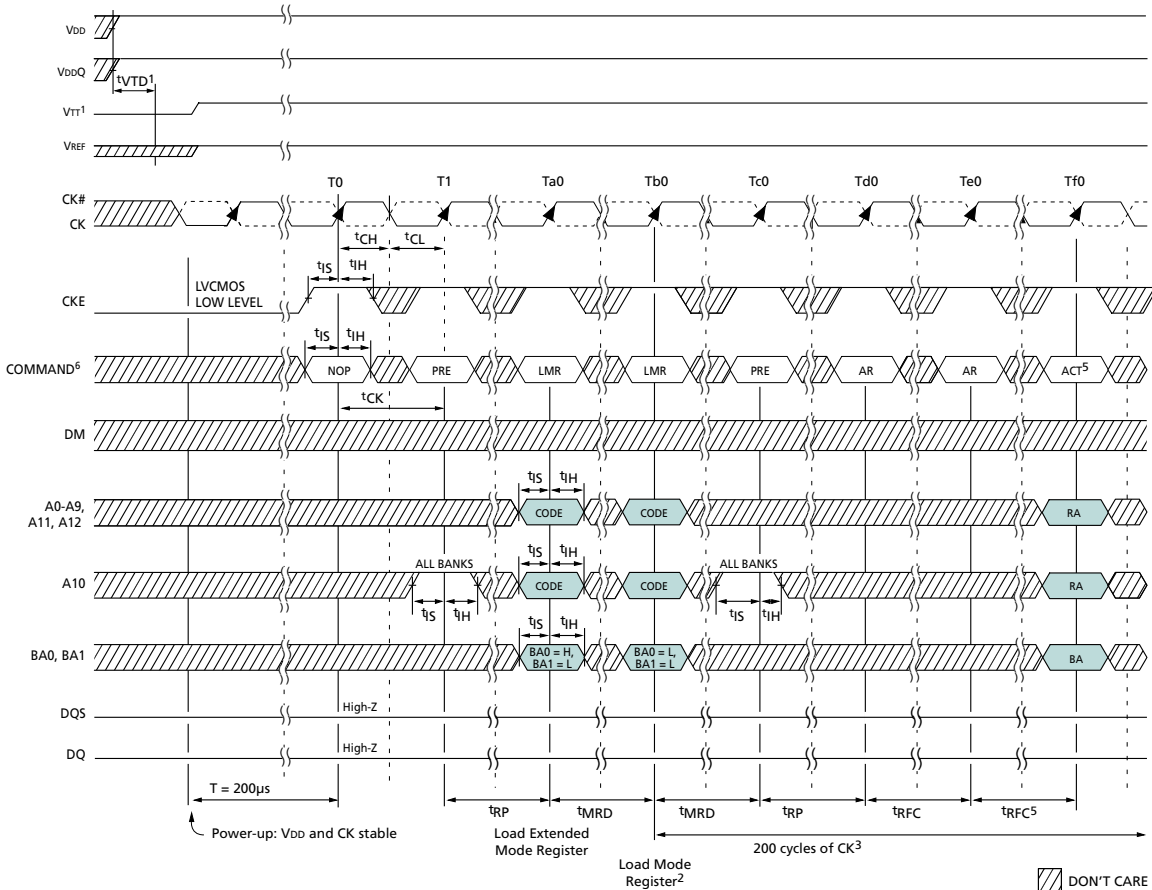 VDD
VDDQ
tVTD1
VTT1
VREF
T0 T1 Ta0 Tb0 Tc0 Td0 Te0 Tf0
CK#
CK
tCH tCL
tIS tIH
LVCMOS
LOW LEVEL
CKE
tIS tIH
COMMAND6 NOP PRE LMR LMR PRE AR AR ACT5
tCK
DM
tIS tIH
A0-A9,
A11, A12
CODE CODE RA
tIS tIH
ALL BANKS ALL BANKS
A10 CODE CODE RA
tIS tIH tIS tIH
tIS tIH
BA0, BA1
BA0 = H,
BA1 = L
BA0 = L,
BA1 = L
BA
DQS High-Z
DQ High-Z
T = 200µs
tRP tMRD tMRD tRP tRFC tRFC5
Power-up: VDD and CK stable
Load Extended
Mode Register
200 cycles of CK3
Load Mode
Register2
DON'T CARE